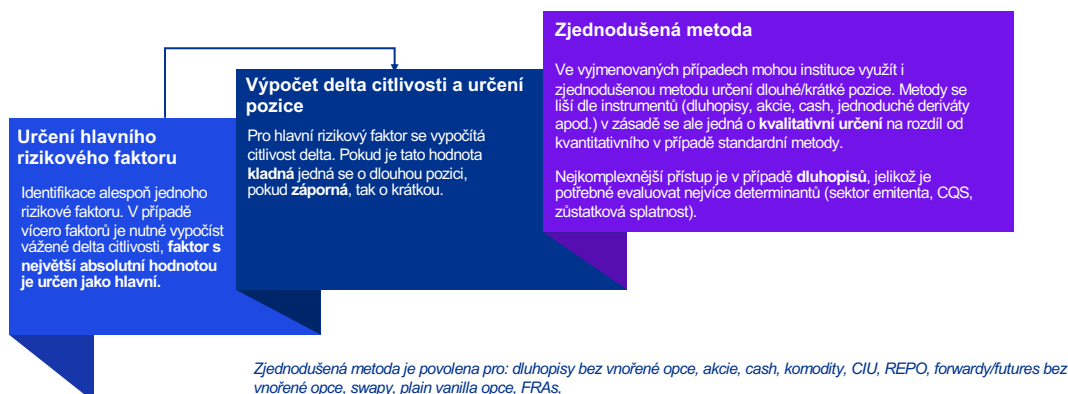 Určení hlavního
rizikového faktoru
Identifikace alespoň jednoho
rizikové faktoru. V případě
vícero faktorů je nutné vypočíst
vážené delta citlivosti, faktor s
největší absolutní hodnotou
je určen jako hlavní.
Výpočet delta citlivosti a určení
pozice
Pro hlavní rizikový faktor se vypočítá
citlivost delta. Pokud je tato hodnota
kladná jedná se o dlouhou pozici,
pokud záporná, tak o krátkou.
Zjednodušená metoda
Ve vyjmenovaných případech mohou instituce využít i
zjednodušenou metodu určení dlouhé/krátké pozice. Metody se
liší dle instrumentů (dluhopisy, akcie, cash, jednoduché deriváty
apod.) v zásadě se ale jedná o kvalitativní určení na rozdíl od
kvantitativního v případě standardní metody.
Nejkomplexnější přístup je v případě dluhopisů, jelikož je
potřebné evaluovat nejvíce determinantů (sektor emitenta, CQS,
zůstatková splatnost).
Zjednodušená metoda je povolena pro: dluhopisy bez vnořené opce, akcie, cash, komodity, CIU, REPO, forwardy/futures bez
vnořené opce, swapy, plain vanilla opce, FRAs,